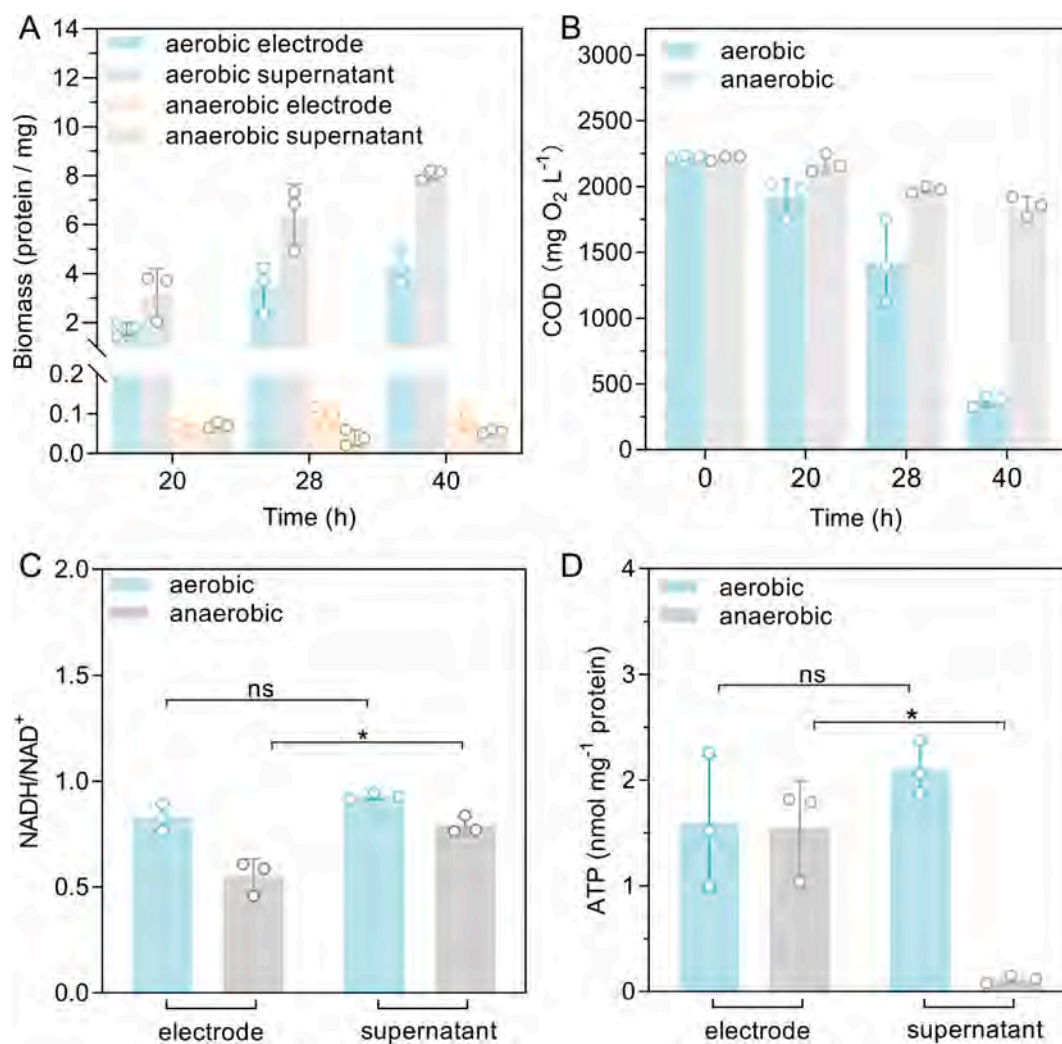 A
14
12
10
8
6
4
2
0.2
0.1
0.0
Biomass (protein / mg)
aerobic electrode
aerobic supernatant
anaerobic electrode
anaerobic supernatant
20
28
40
Time (h)
B
3000
2500
2000
1500
1000
500
0
COD (mg O₂ L⁻¹)
aerobic
anaerobic
0
20
28
40
Time (h)
C
2.0
1.5
1.0
0.5
0.0
NADH/NAD⁺
aerobic
anaerobic
ns
*
electrode
supernatant
D
4
3
2
1
0
ATP (nmol mg⁻¹ protein)
aerobic
anaerobic
ns
*
electrode
supernatant